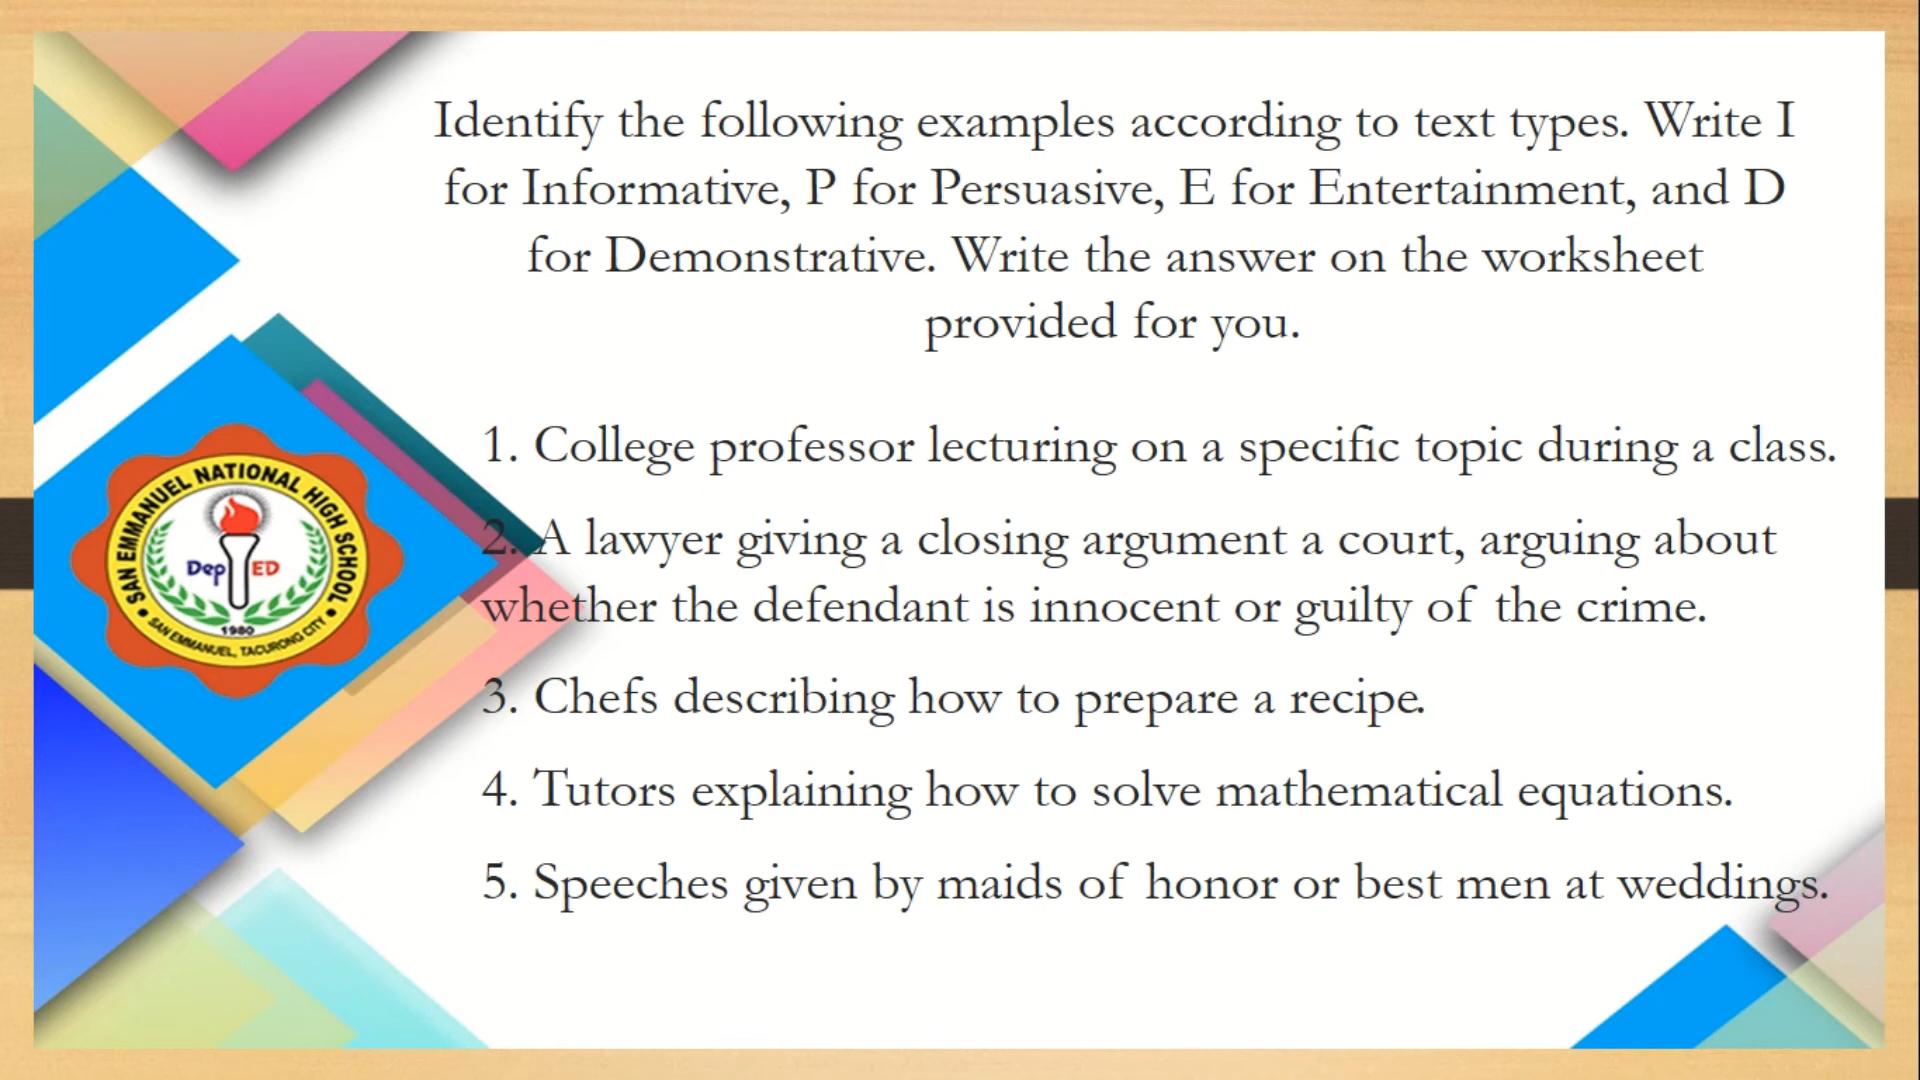 Identify the following examples according to text types. Write I
for Informative, P for Persuasive, E for Entertainment, and D
for Demonstrative. Write the answer on the worksheet
provided for you.
1. College professor lecturing on a specific topic during a class.
2. A lawyer giving a closing argument a court, arguing about
whether the defendant is innocent or guilty of the crime.
3. Chefs describing how to prepare a recipe.
4. Tutors explaining how to solve mathematical equations.
5. Speeches given by maids of honor or best men at weddings.
SAN EMMANUEL NATIONAL HIGH SCHOOL
DepED
1980
SAN EMMANUEL, TACURONG CITY